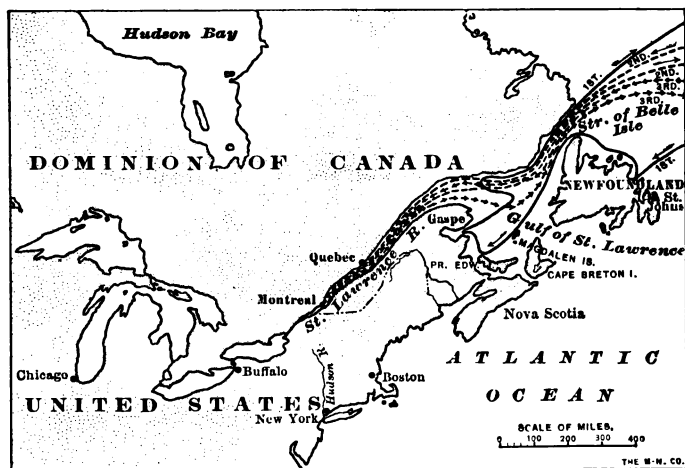 Hudson Bay
1ST.
2ND.
2ND.
3RD.
3RD.
Str. of Belle
Isle
DOMINION OF CANADA
1ST.
NEWFOUNDLAND
St.
Johns
Gaspe
Gulf of St. Lawrence
MAGDALEN IS.
Quebec
St. Lawrence R.
PR. EDW
CAPE BRETON I.
Montreal
Nova Scotia
ATLANTIC
OCEAN
Chicago
Buffalo
Hudson R.
Boston
UNITED STATES
New York
SCALE OF MILES.
0 100 200 300 400
THE M.-N. CO.